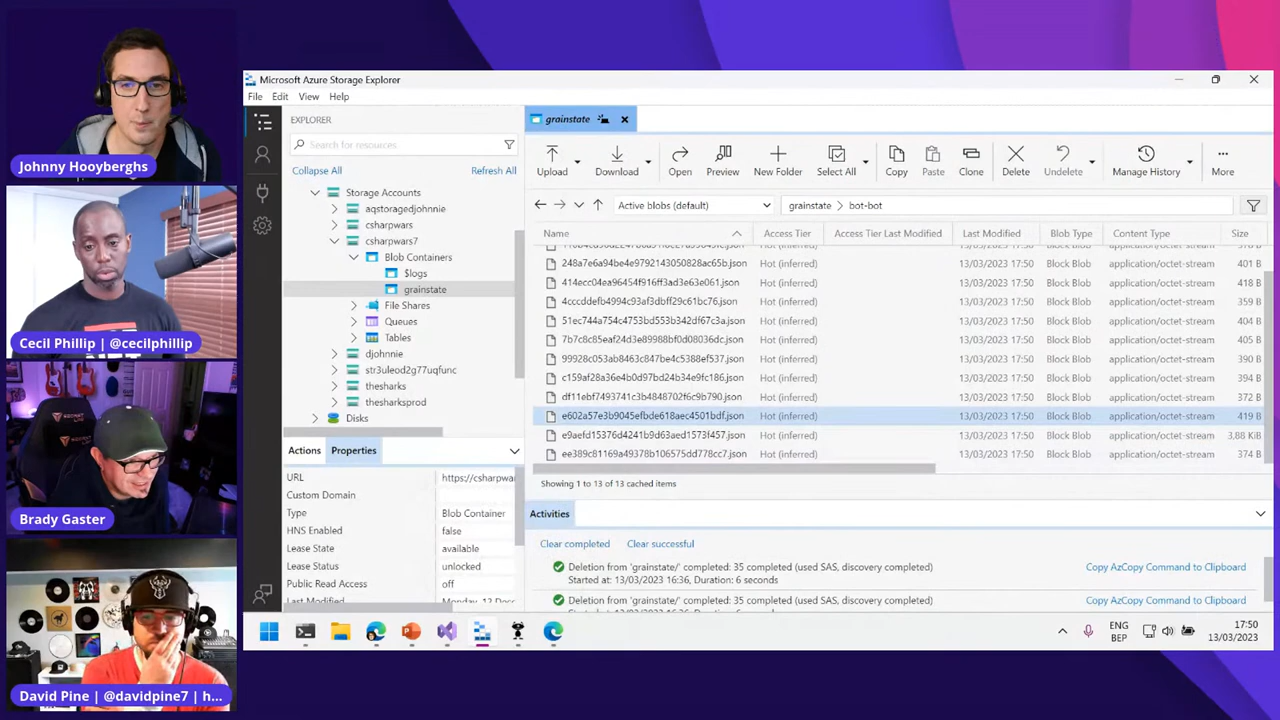 Johnny Hooyberghs
Cecil Phillip | @cecilphillip
Brady Gaster
David Pine | @davidpine7 | h...
Microsoft Azure Storage Explorer
File Edit View Help
EXPLORER
Search for resources
Collapse All Refresh All
Storage Accounts
aqstoragedjohnnie
csharpwars
csharpwars7
Blob Containers
$logs
grainstate
File Shares
Queues
Tables
djohnnie
str3uleod2g77uqfunc
thesharks
thesharksprod
Disks
Actions Properties
URL https://csharpwa
Custom Domain
Type Blob Container
HNS Enabled false
Lease State available
Lease Status unlocked
Public Read Access off
Last Modified Monday, 12 Dec
grainstate
Upload Download Open Preview New Folder Select All Copy Paste Clone Delete Undelete Manage History More
Active blobs (default) grainstate bot-bot
Name Access Tier Access Tier Last Modified Last Modified Blob Type Content Type Size
248a7e6a94be4e9792143050828ac65b.json Hot (inferred) 13/03/2023 17:50 Block Blob application/octet-stream 401 B
414ecc04ea96454f916ff3ad3e63e061.json Hot (inferred) 13/03/2023 17:50 Block Blob application/octet-stream 418 B
4cccddefb4994c93af3dbff29c61bc76.json Hot (inferred) 13/03/2023 17:50 Block Blob application/octet-stream 359 B
51ec744a754c4753bd553b342df67c3a.json Hot (inferred) 13/03/2023 17:50 Block Blob application/octet-stream 404 B
7b7c8c85eaf24e89988bf0d08036dc.json Hot (inferred) 13/03/2023 17:50 Block Blob application/octet-stream 405 B
99928c053ab8463c847be4c5388ef537.json Hot (inferred) 13/03/2023 17:50 Block Blob application/octet-stream 390 B
c159af28a36e4b0d97bd24b34e9fc186.json Hot (inferred) 13/03/2023 17:50 Block Blob application/octet-stream 394 B
df11ebf7493741c3b4848702f6c9b790.json Hot (inferred) 13/03/2023 17:50 Block Blob application/octet-stream 372 B
e602a57e3b9045efbde618aec4501bdf.json Hot (inferred) 13/03/2023 17:50 Block Blob application/octet-stream 419 B
e9aefd15376d4241b9d63aed1573f457.json Hot (inferred) 13/03/2023 17:50 Block Blob application/octet-stream 3,88 KiB
ee389c81169a49378b106575dd778cc7.json Hot (inferred) 13/03/2023 17:50 Block Blob application/octet-stream 374 B
Showing 1 to 13 of 13 cached items
Activities
Clear completed Clear successful
Deletion from 'grainstate/' completed: 35 completed (used SAS, discovery completed) Copy AzCopy Command to Clipboard
Started at: 13/03/2023 16:36, Duration: 6 seconds
Deletion from 'grainstate/' completed: 35 completed (used SAS, discovery completed) Copy AzCopy Command to Clipboard
ENG
BEP
17:50
13/03/2023